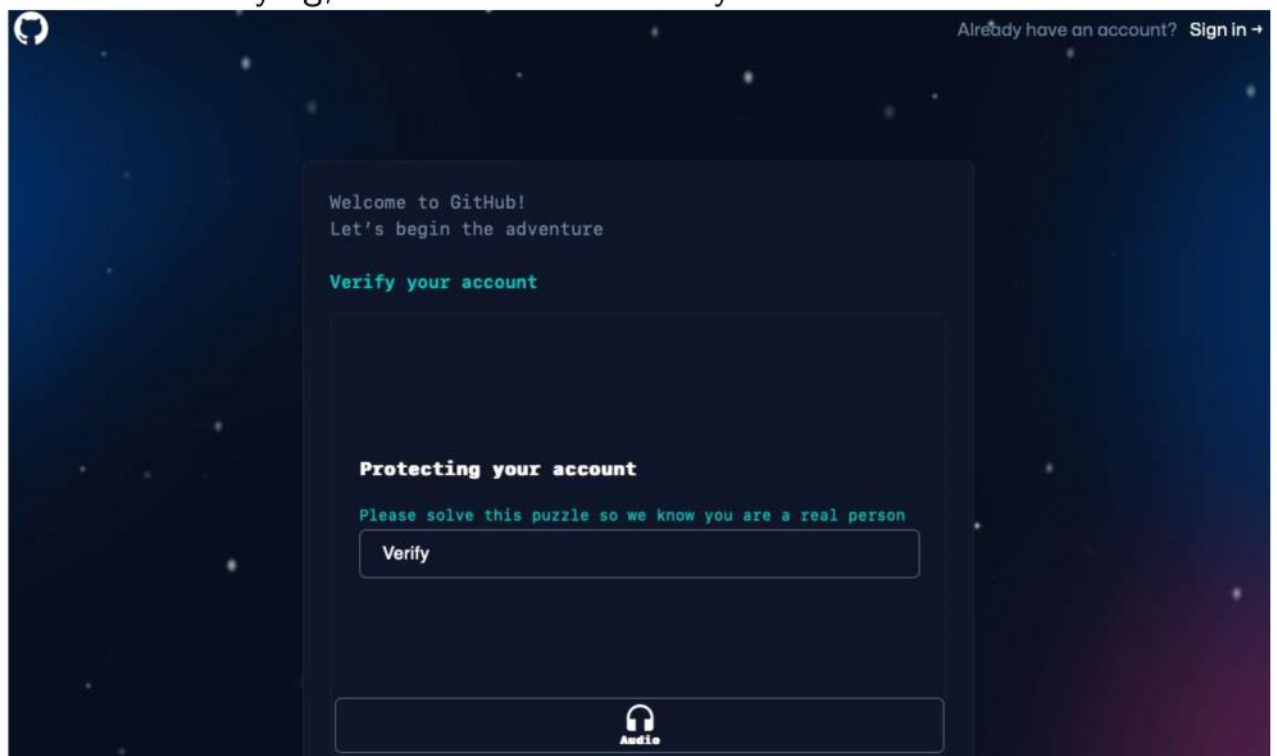 Already have an account? Sign in →
Welcome to GitHub!
Let's begin the adventure
Verify your account
Protecting your account
Please solve this puzzle so we know you are a real person
Verify
Audio